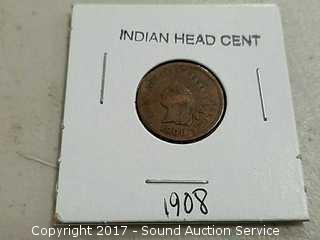 INDIAN HEAD CENT
1908
Copyright 2017 - Sound Auction Service